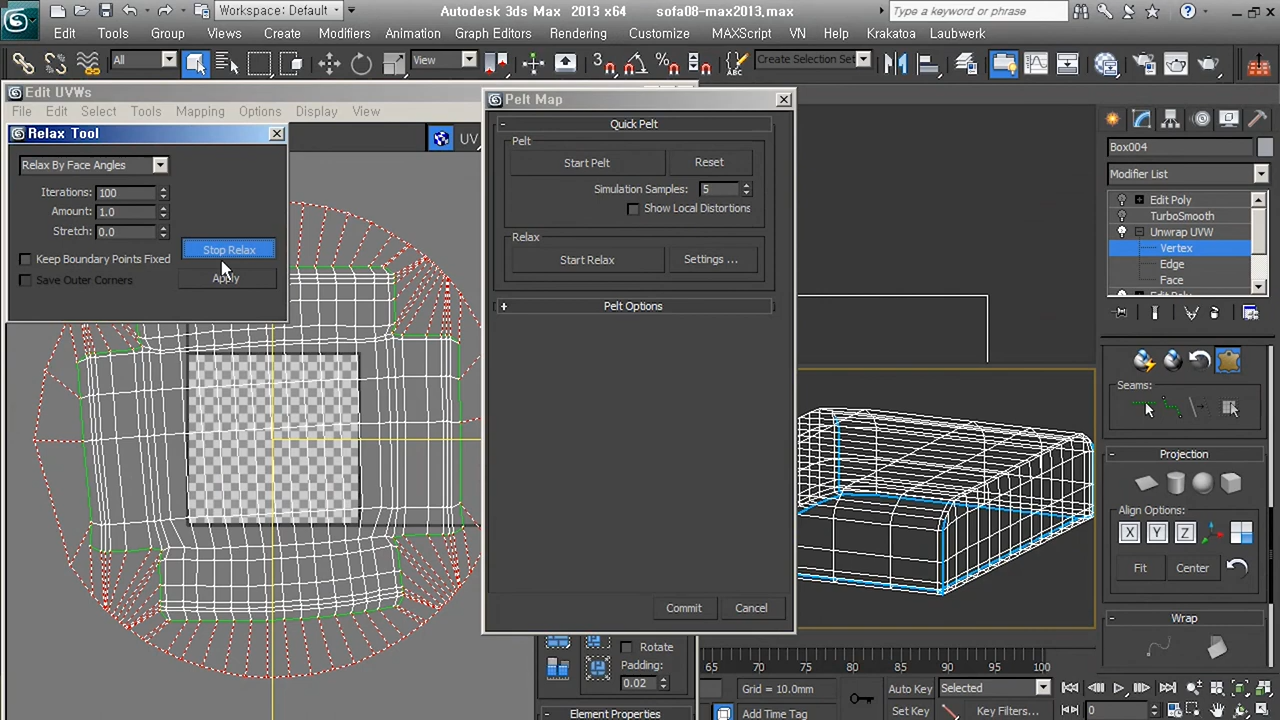 Workspace: Default
Autodesk 3ds Max 2013 x64
sofa08-max2013.max
Type a keyword or phrase
Edit
Tools
Group
Views
Create
Modifiers
Animation
Graph Editors
Rendering
Customize
MAXScript
VN
Krakatoa
Laubwerk
All
View
Create Selection Set
Edit UVWs
File
Edit
Select
Tools
Mapping
Options
Display
View
UV
Relax Tool
Relax By Face Angles
Iterations: 100
Amount: 1.0
Stretch: 0.0
Keep Boundary Points Fixed
Save Outer Corners
Stop Relax
Apply
Pelt Map
Quick Pelt
Pelt
Start Pelt
Reset
Simulation Samples: 5
Show Local Distortions
Relax
Start Relax
Settings ...
Pelt Options
Commit
Cancel
Rotate
Padding:
0.02
Element Properties
Box004
Modifier List
Edit Poly
TurboSmooth
Unwrap UVW
Vertex
Edge
Face
Edit Poly
Seams:
Projection
Align Options:
X
Y
Z
Fit
Center
Wrap
65 70 75 80 85 90 95 100
Grid = 10.0mm
Add Time Tag
Auto Key
Selected
Set Key
Key Filters...
0